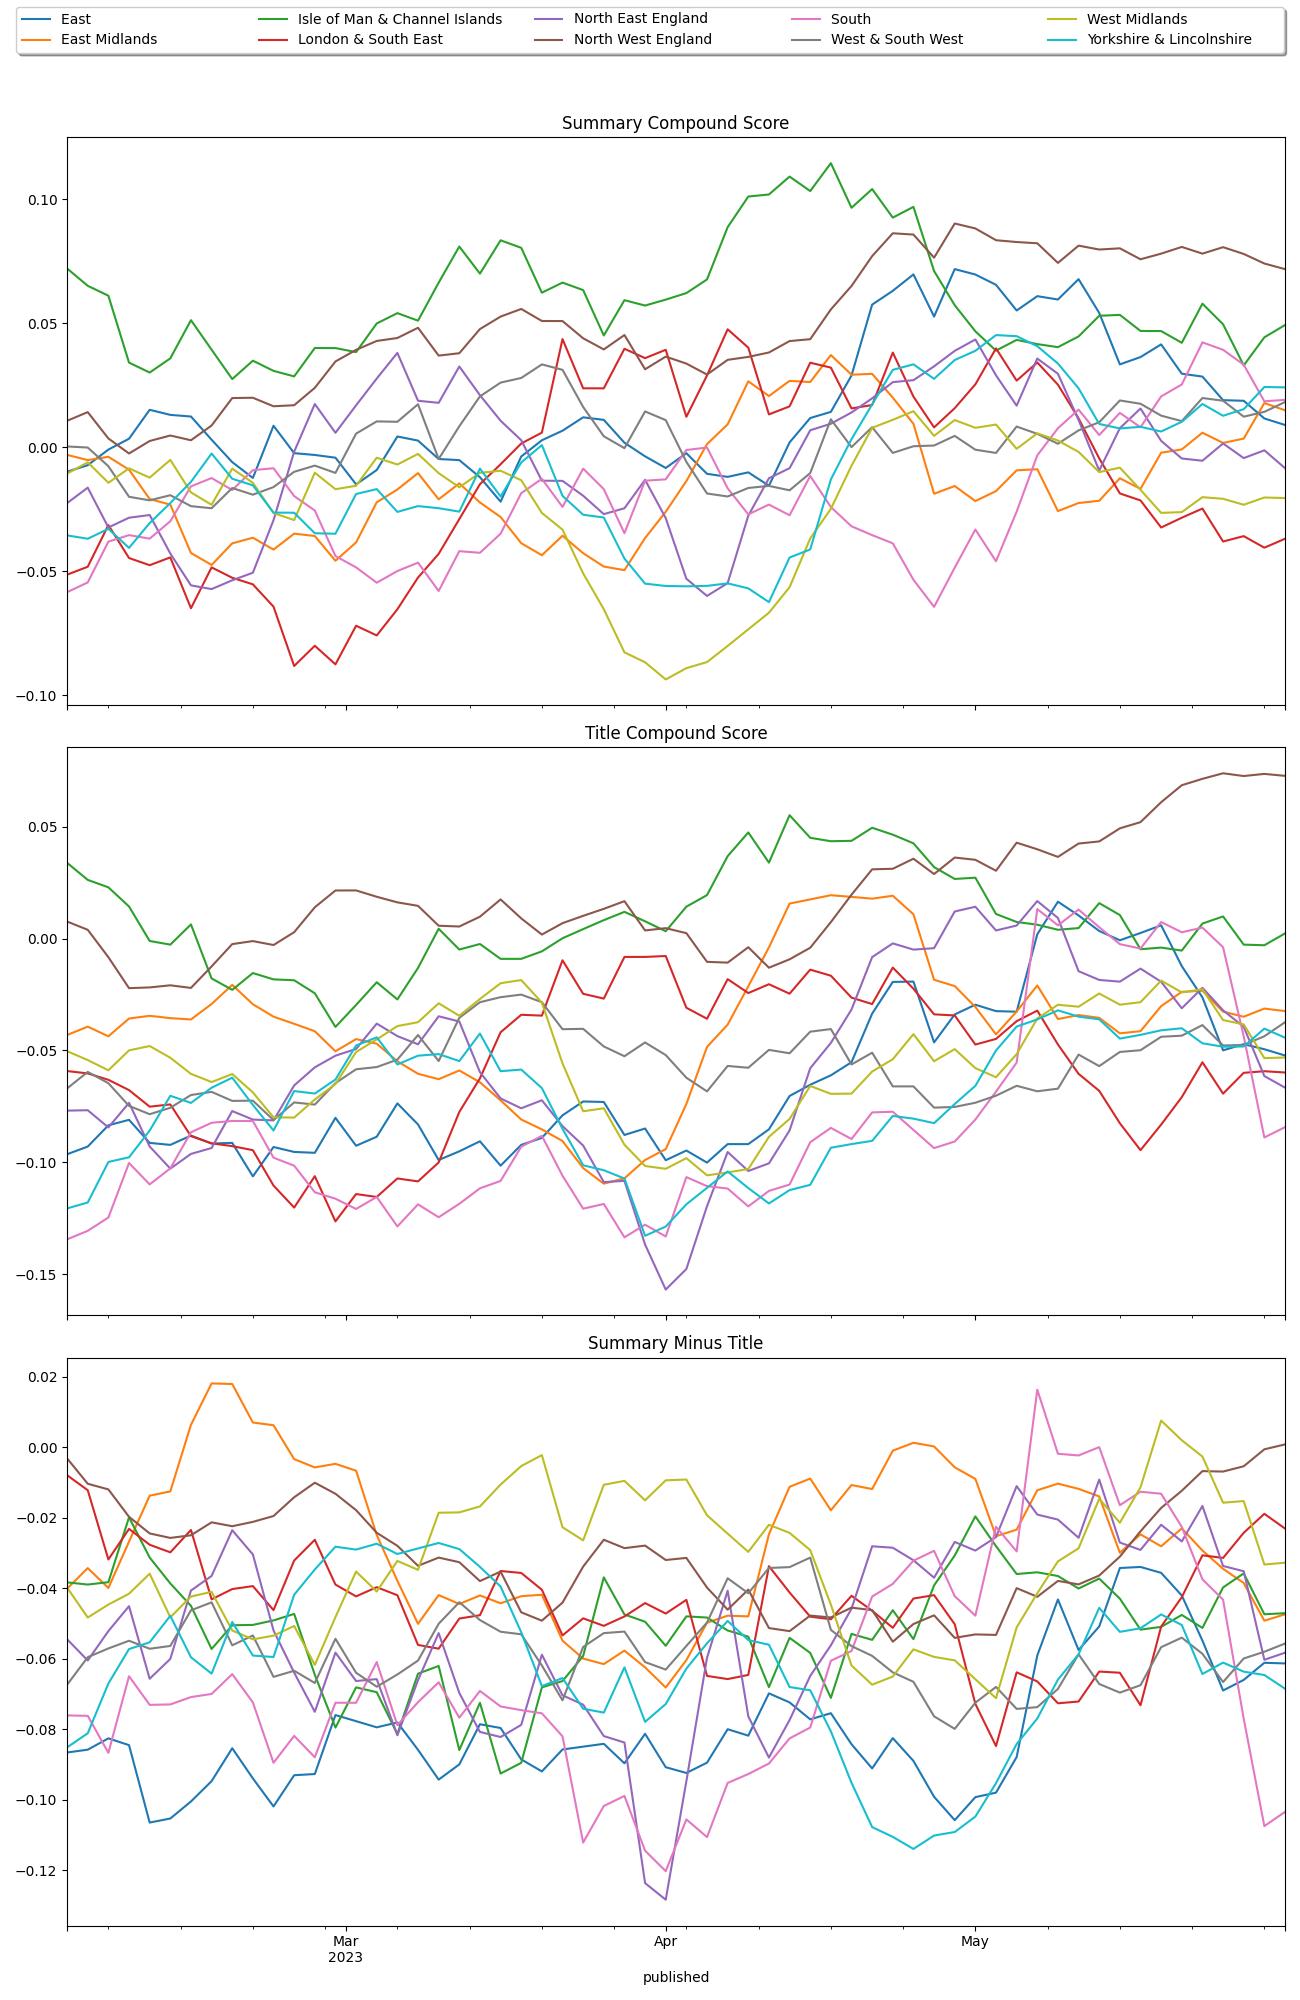 East Isle of Man & Channel Islands North East England South West Midlands
East Midlands London & South East North West England West & South West Yorkshire & Lincolnshire
Summary Compound Score
0.10
0.05
0.00
−0.05
−0.10
Title Compound Score
0.05
0.00
−0.05
−0.10
−0.15
Summary Minus Title
0.02
0.00
−0.02
−0.04
−0.06
−0.08
−0.10
−0.12
Mar Apr May
2023
published